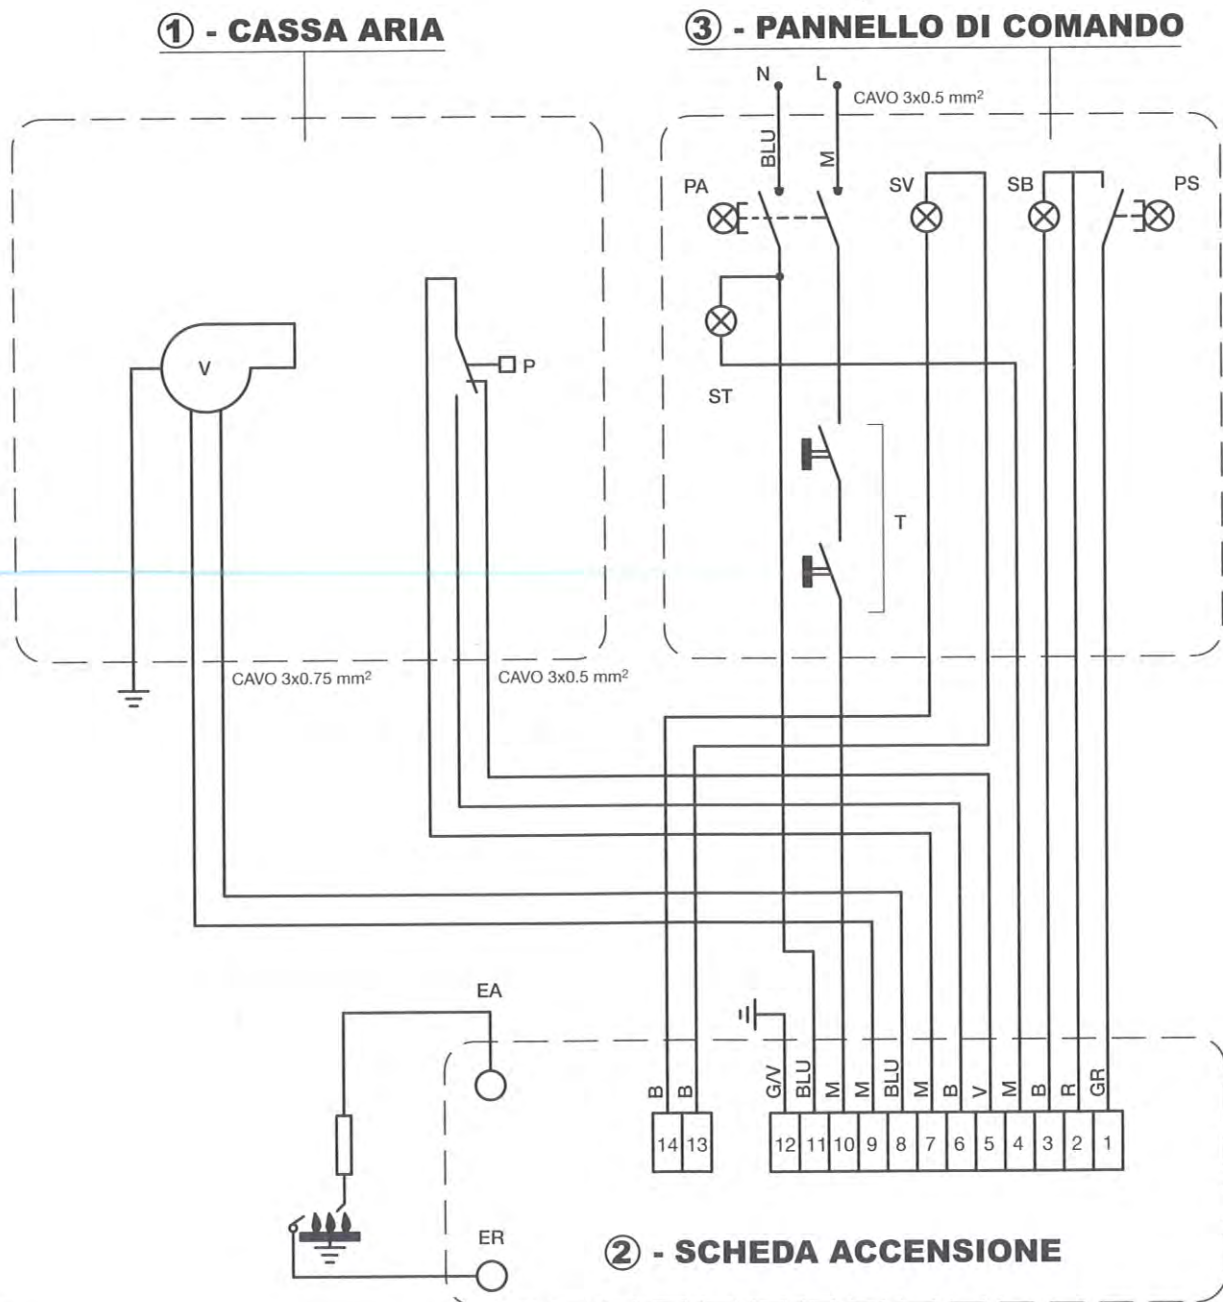 ① - CASSA ARIA
③ - PANNELLO DI COMANDO
N
L
CAVO 3x0.5 mm²
BLU
M
PA
SV
SB
PS
V
P
ST
T
CAVO 3x0.75 mm²
CAVO 3x0.5 mm²
EA
B
B
G/V
BLU
M
M
BLU
M
B
V
M
B
R
GR
14 13
12 11 10 9 8 7 6 5 4 3 2 1
ER
② - SCHEDA ACCENSIONE